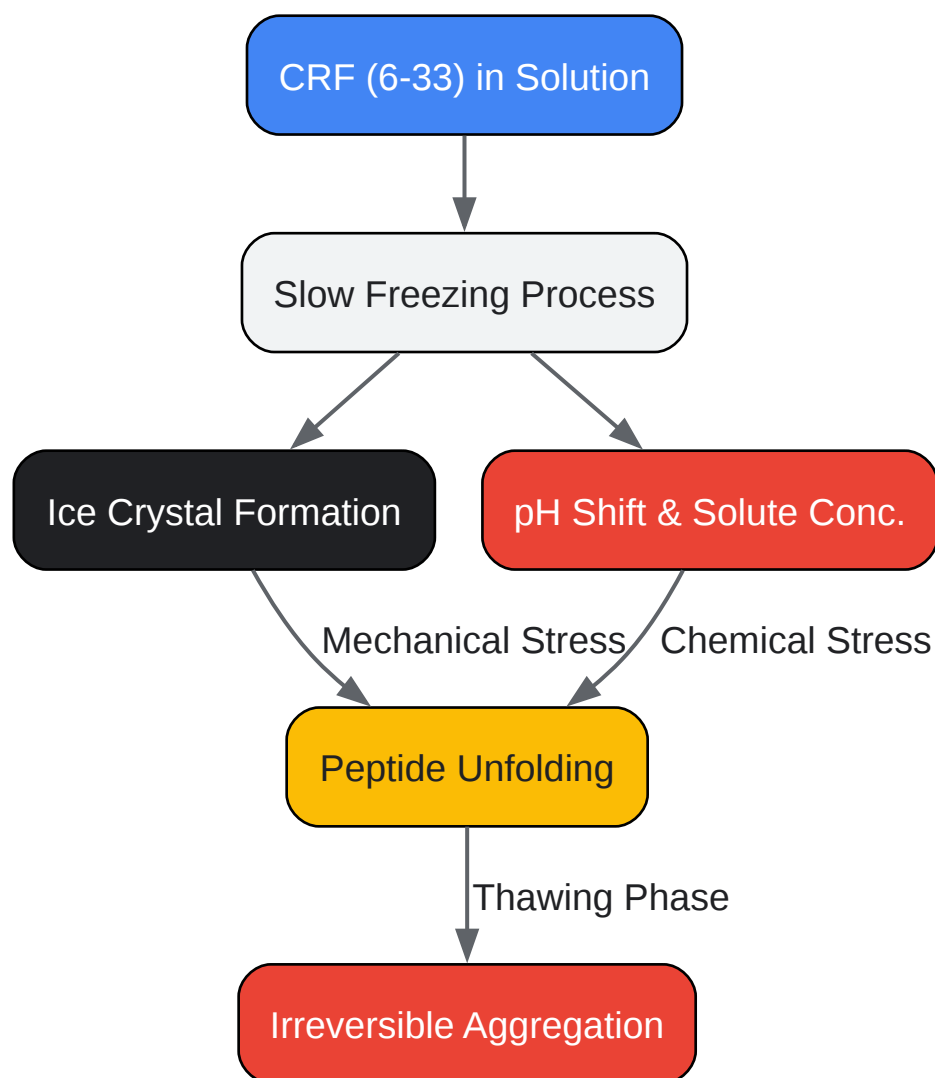 CRF (6-33) in Solution
Slow Freezing Process
Ice Crystal Formation
pH Shift & Solute Conc.
Mechanical Stress
Chemical Stress
Peptide Unfolding
Thawing Phase
Irreversible Aggregation